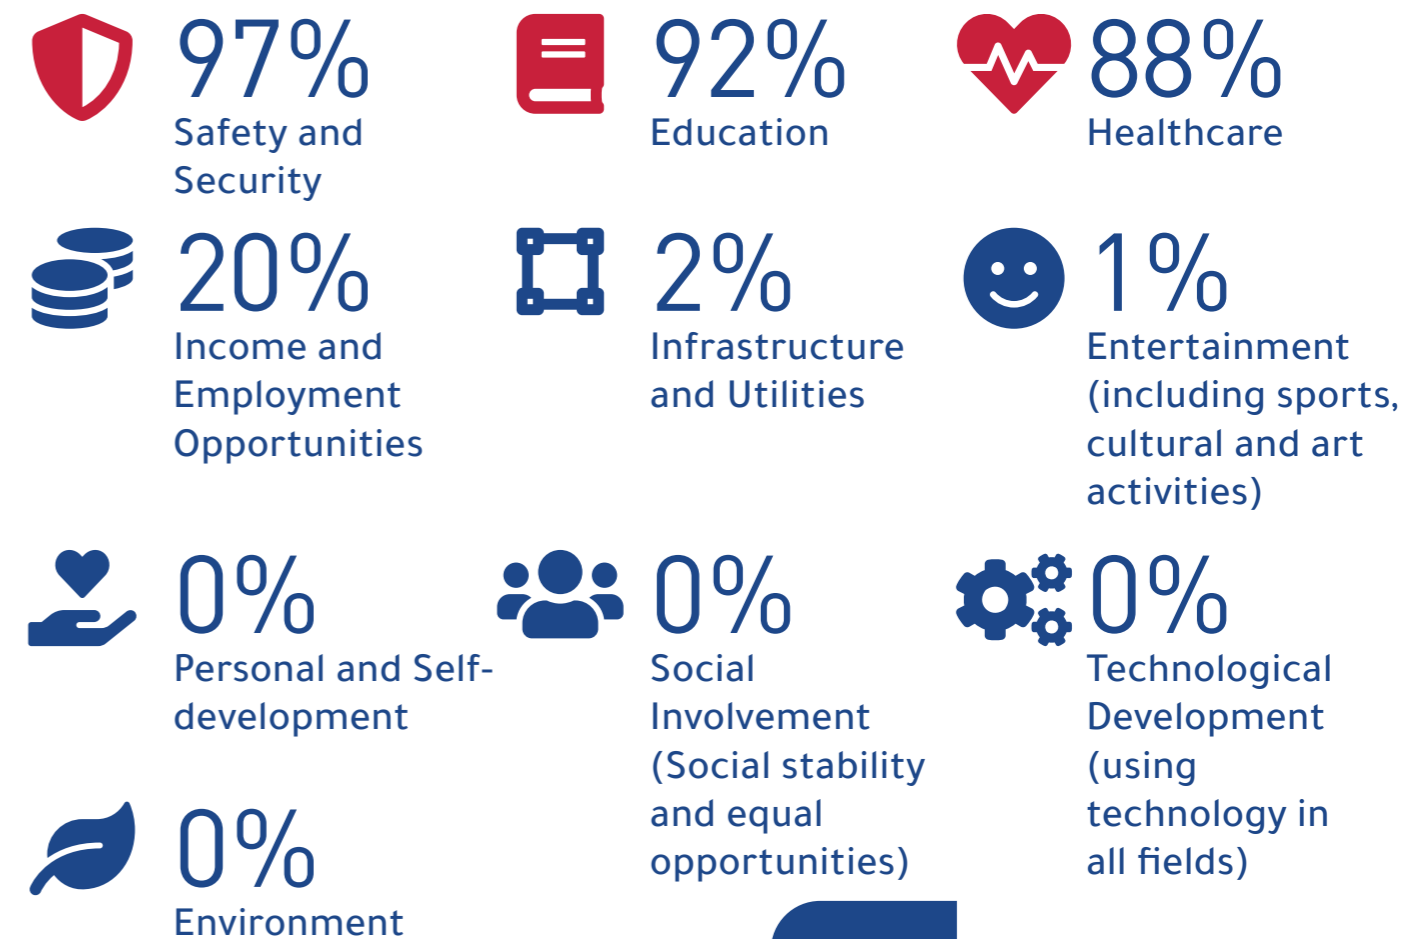 97%
Safety and
Security
92%
Education
88%
Healthcare
20%
Income and
Employment
Opportunities
2%
Infrastructure
and Utilities
1%
Entertainment
(including sports,
cultural and art
activities)
0%
Personal and Self-
development
0%
Social
Involvement
(Social stability
and equal
opportunities)
0%
Technological
Development
(using
technology in
all fields)
0%
Environment